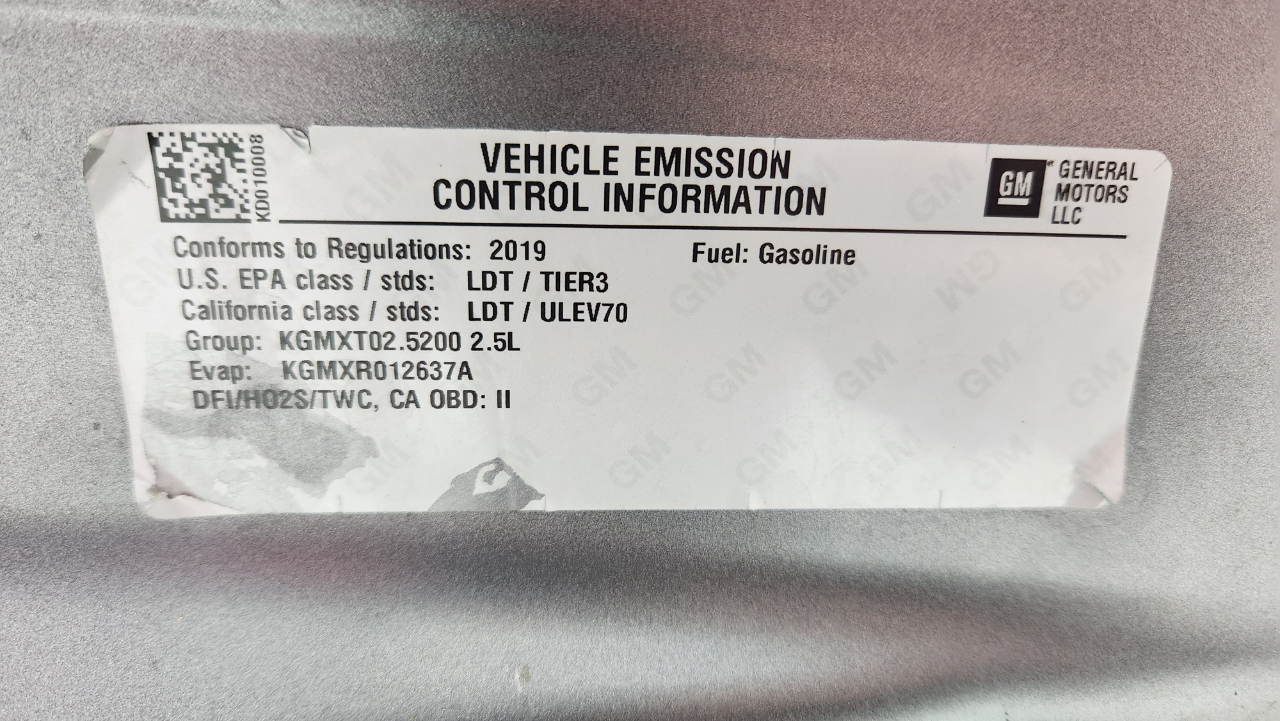 KD010008
VEHICLE EMISSION
CONTROL INFORMATION
GM
GENERAL
MOTORS
LLC
Conforms to Regulations: 2019 Fuel: Gasoline
U.S. EPA class / stds: LDT / TIER3
California class / stds: LDT / ULEV70
Group: KGMXT02.5200 2.5L
Evap: KGMXR012637A
DFI/HO2S/TWC, CA OBD: II